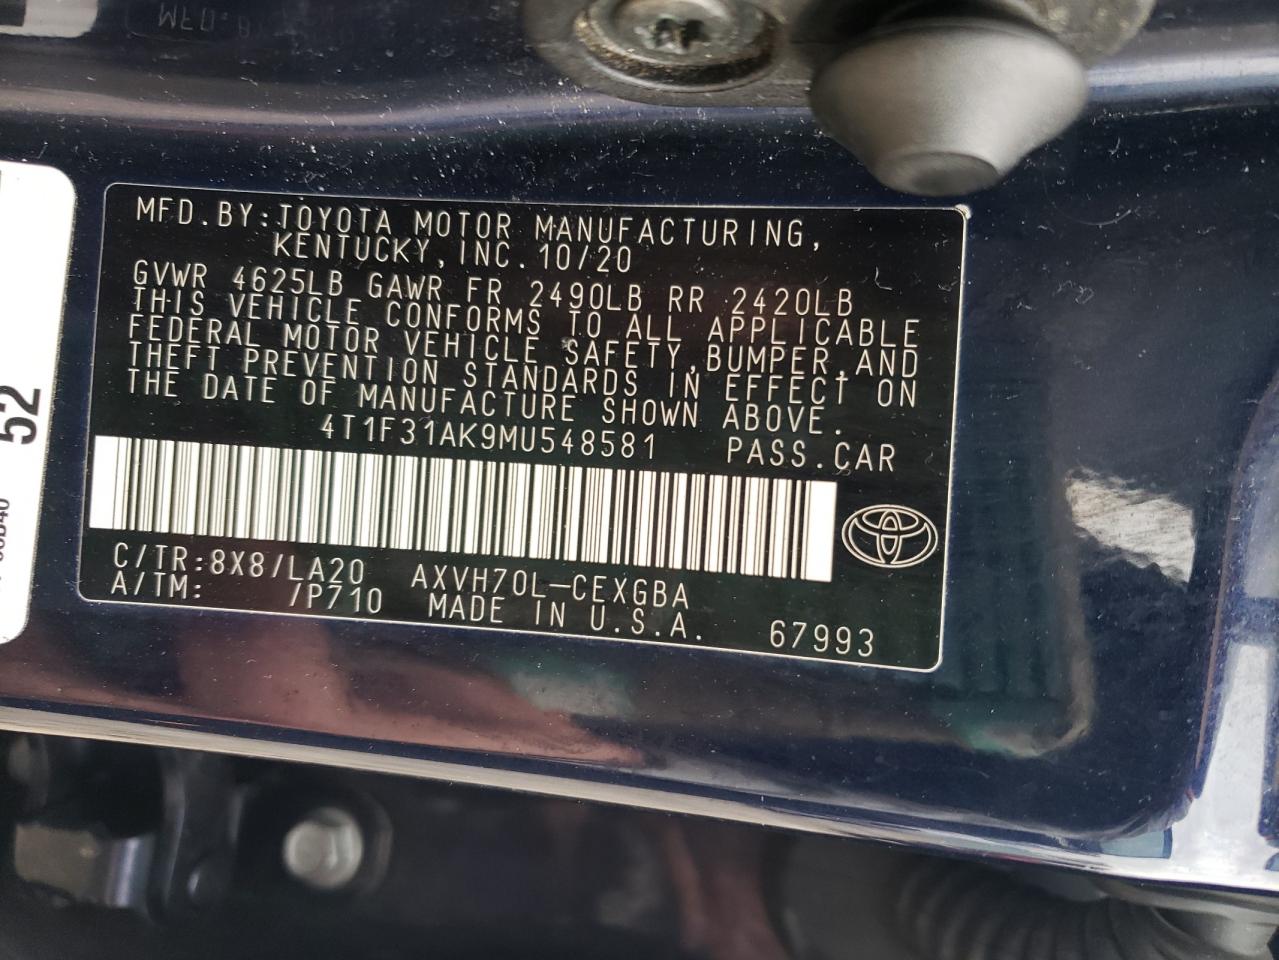 MFD.BY:TOYOTA MOTOR MANUFACTURING,
KENTUCKY,INC. 10/20
GVWR 4625LB GAWR FR 2490LB RR 2420LB
THIS VEHICLE CONFORMS TO ALL APPLICABLE
FEDERAL MOTOR VEHICLE SAFETY,BUMPER,AND
THEFT PREVENTION STANDARDS IN EFFECT ON
THE DATE OF MANUFACTURE SHOWN ABOVE.
4T1F31AK9MU548581 PASS.CAR
C/TR:8X8/LA20 AXVH70L-CEXGBA
A/TM: /P710 MADE IN U.S.A. 67993
52